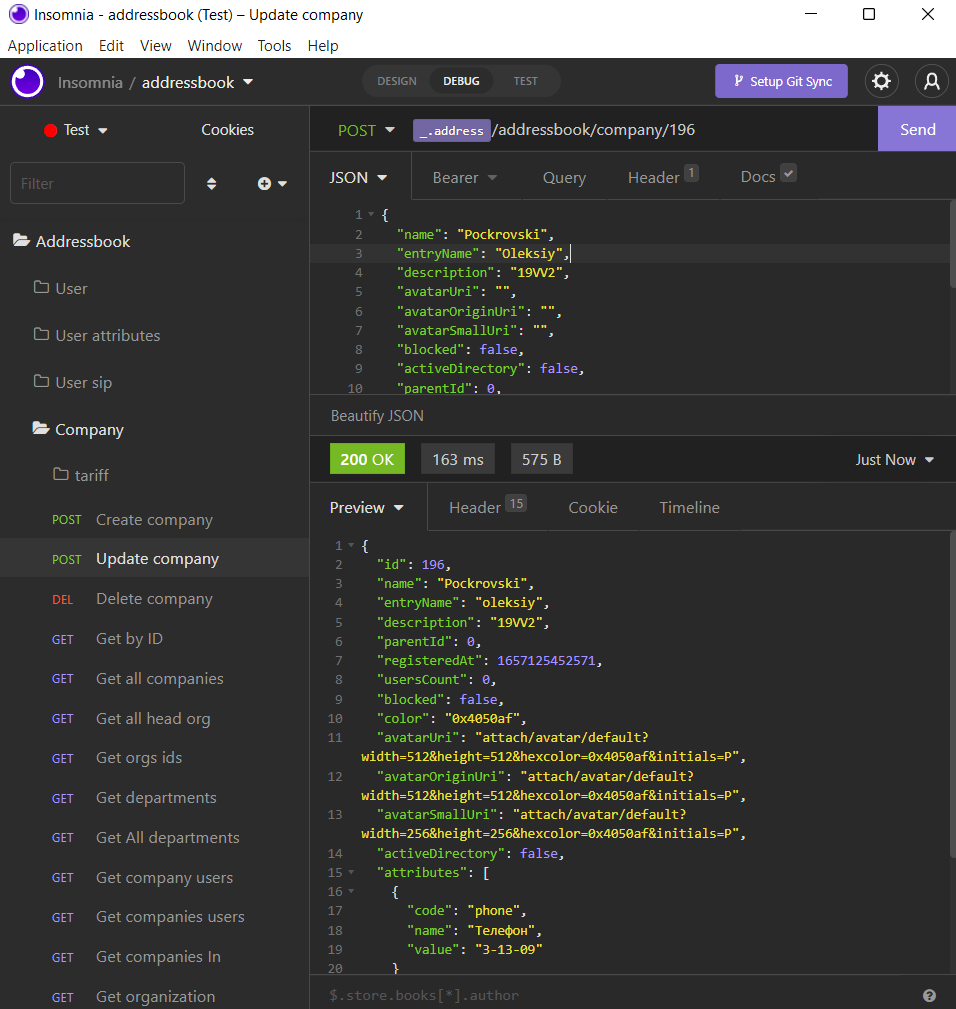 Insomnia - addressbook (Test) – Update company
Application Edit View Window Tools Help
Insomnia / addressbook
DESIGN DEBUG TEST
Setup Git Sync
Test
Cookies
Filter
Addressbook
User
User attributes
User sip
Company
tariff
POST Create company
POST Update company
DEL Delete company
GET Get by ID
GET Get all companies
GET Get all head org
GET Get orgs ids
GET Get departments
GET Get All departments
GET Get company users
GET Get companies users
GET Get companies In
GET Get organization
POST _.address/addressbook/company/196 Send
JSON Bearer Query Header 1 Docs
1 {
2 "name": "Pockrovski",
3 "entryName": "Oleksiy",
4 "description": "19VV2",
5 "avatarUri": "",
6 "avatarOriginUri": "",
7 "avatarSmallUri": "",
8 "blocked": false,
9 "activeDirectory": false,
10 "parentId": 0,
Beautify JSON
200 OK 163 ms 575 B Just Now
Preview Header 15 Cookie Timeline
1 {
2 "id": 196,
3 "name": "Pockrovski",
4 "entryName": "oleksiy",
5 "description": "19VV2",
6 "parentId": 0,
7 "registeredAt": 1657125452571,
8 "usersCount": 0,
9 "blocked": false,
10 "color": "0x4050af",
11 "avatarUri": "attach/avatar/default?
width=512&height=512&hexcolor=0x4050af&initials=P",
12 "avatarOriginUri": "attach/avatar/default?
width=512&height=512&hexcolor=0x4050af&initials=P",
13 "avatarSmallUri": "attach/avatar/default?
width=256&height=256&hexcolor=0x4050af&initials=P",
14 "activeDirectory": false,
15 "attributes": [
16 {
17 "code": "phone",
18 "name": "Телефон",
19 "value": "3-13-09"
20 }
$.store.books[*].author